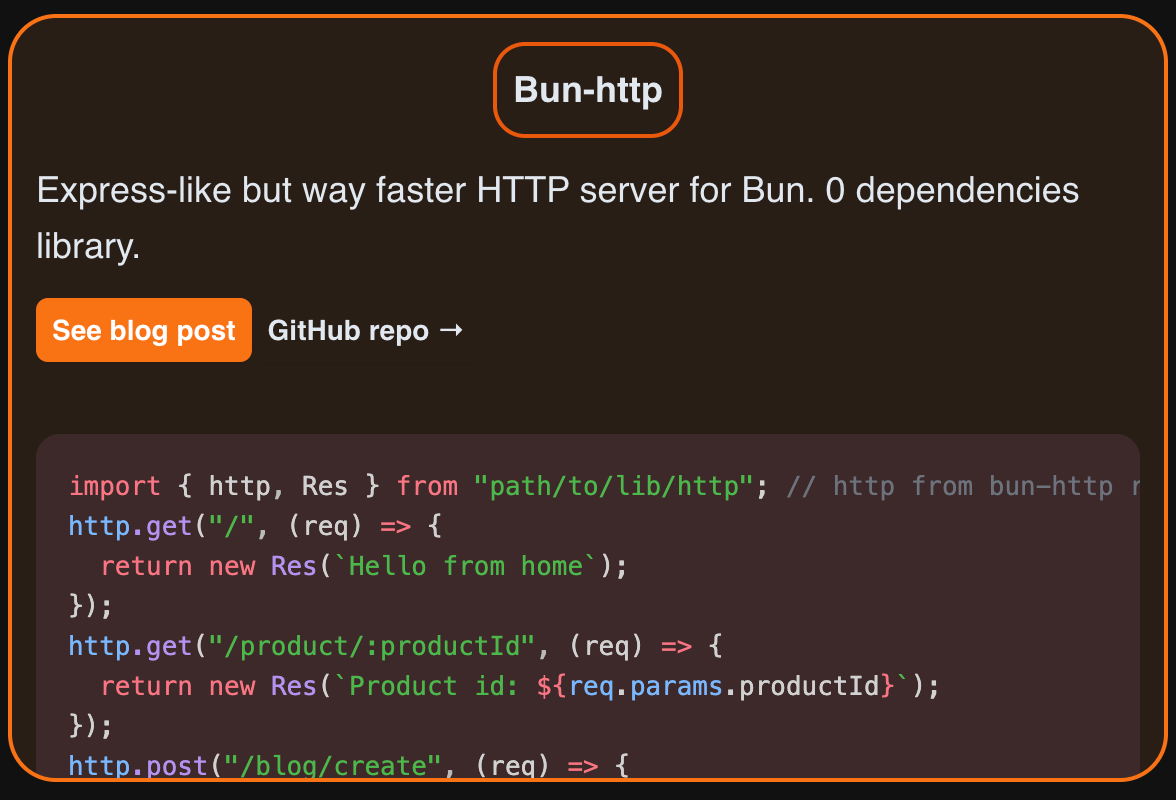 Bun-http
Express-like but way faster HTTP server for Bun. 0 dependencies
library.
See blog post GitHub repo →
import { http, Res } from "path/to/lib/http"; // http from bun-http
http.get("/", (req) => {
  return new Res(`Hello from home`);
});
http.get("/product/:productId", (req) => {
  return new Res(`Product id: ${req.params.productId}`);
});
http.post("/blog/create", (req) => {